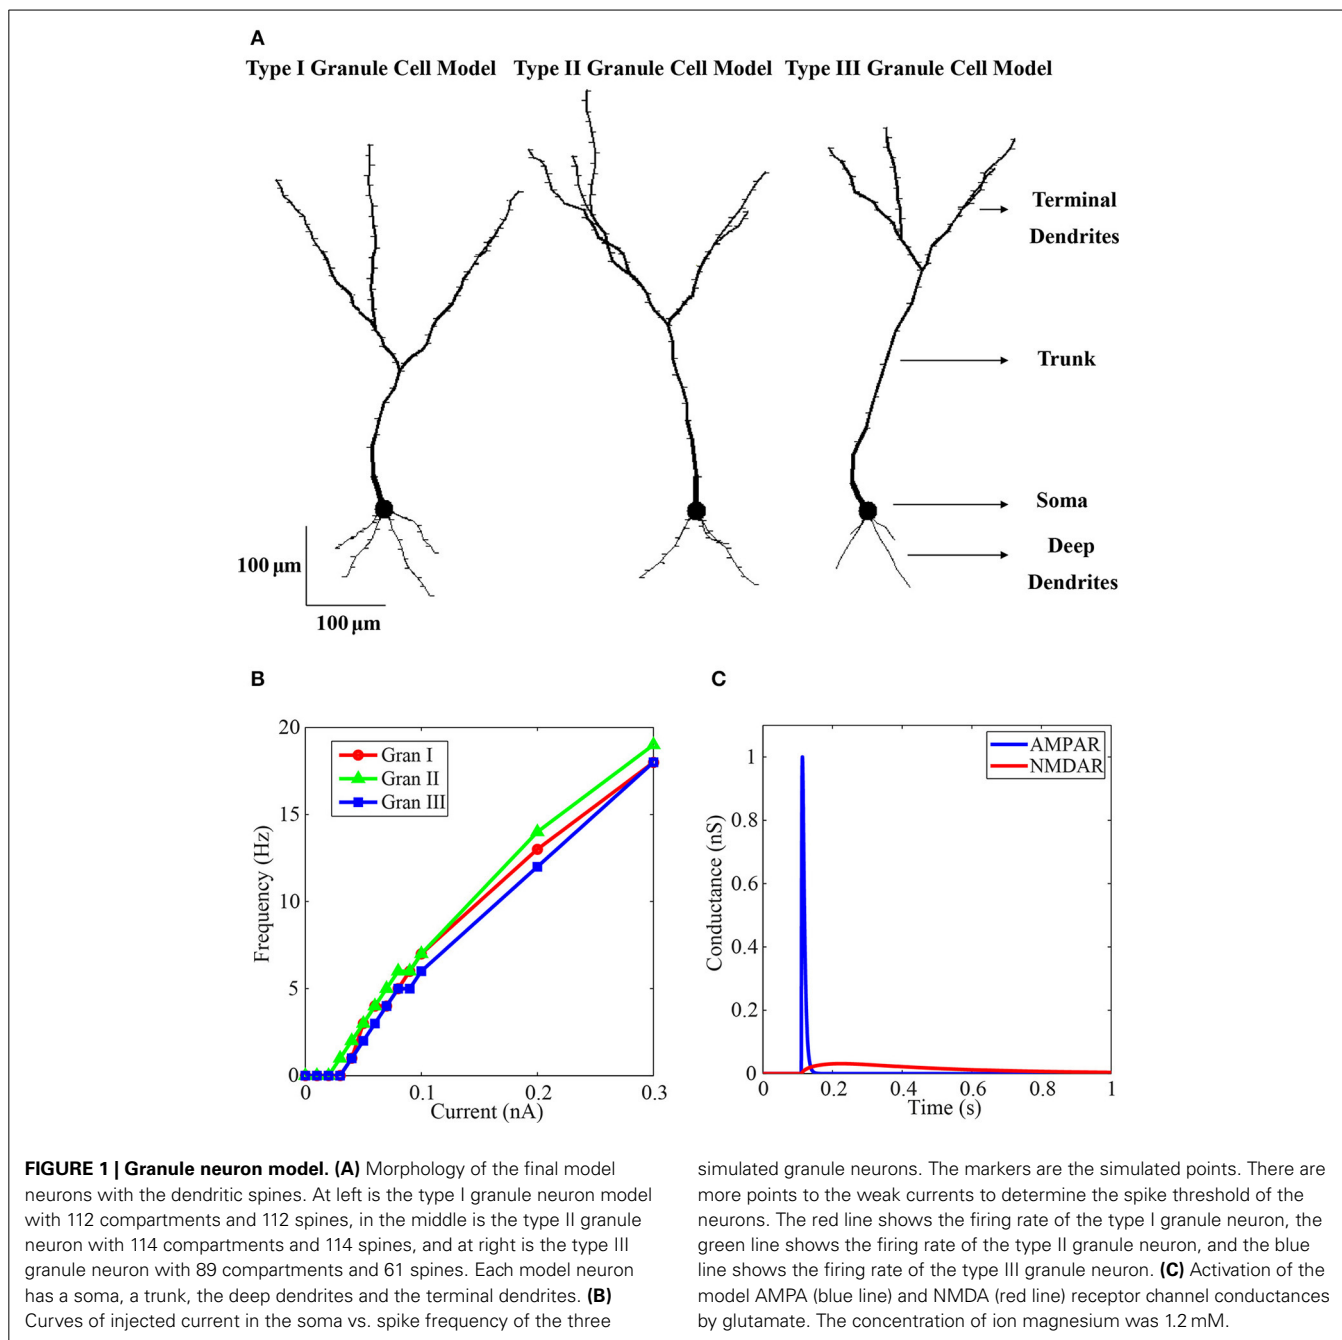 A
Type I Granule Cell Model Type II Granule Cell Model Type III Granule Cell Model
Terminal
Dendrites
Trunk
Soma
Deep
Dendrites
100 μm
100 μm
B
20
15
10
5
0
Frequency (Hz)
Gran I
Gran II
Gran III
0 0.1 0.2 0.3
Current (nA)
C
1
0.8
0.6
0.4
0.2
0
Conductance (nS)
AMPAR
NMDAR
0 0.2 0.4 0.6 0.8 1
Time (s)
FIGURE 1 | Granule neuron model. (A) Morphology of the final model
neurons with the dendritic spines. At left is the type I granule neuron model
with 112 compartments and 112 spines, in the middle is the type II granule
neuron with 114 compartments and 114 spines, and at right is the type III
granule neuron with 89 compartments and 61 spines. Each model neuron
has a soma, a trunk, the deep dendrites and the terminal dendrites. (B)
Curves of injected current in the soma vs. spike frequency of the three
simulated granule neurons. The markers are the simulated points. There are
more points to the weak currents to determine the spike threshold of the
neurons. The red line shows the firing rate of the type I granule neuron, the
green line shows the firing rate of the type II granule neuron, and the blue
line shows the firing rate of the type III granule neuron. (C) Activation of the
model AMPA (blue line) and NMDA (red line) receptor channel conductances
by glutamate. The concentration of ion magnesium was 1.2 mM.